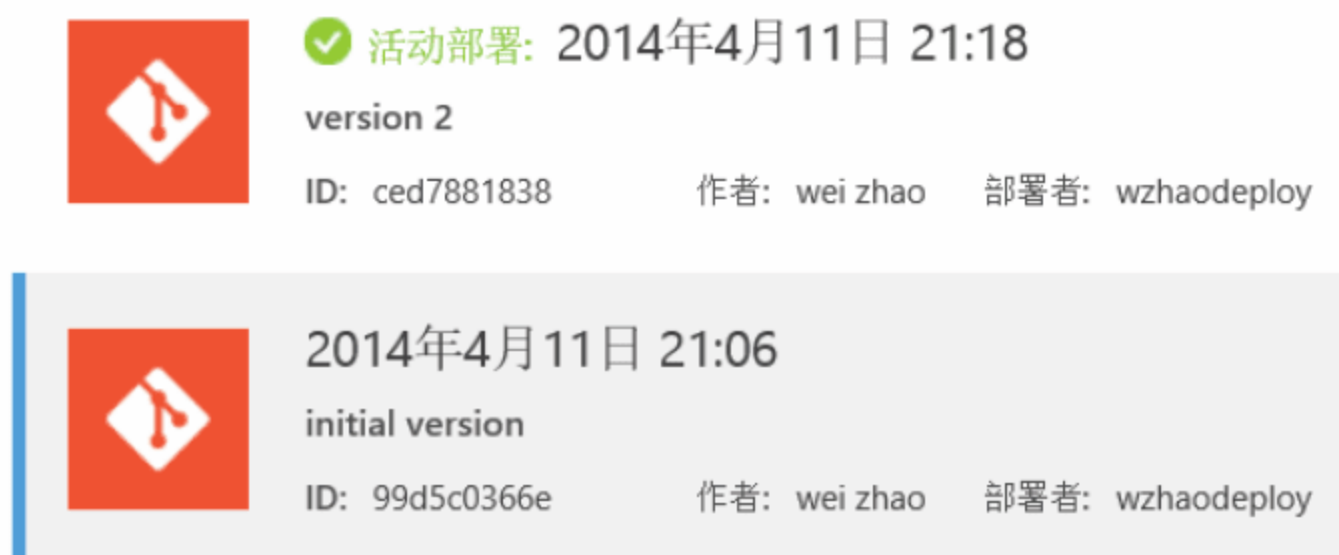 活动部署: 2014年4月11日 21:18
version 2
ID: ced7881838 作者: wei zhao 部署者: wzhaodeploy
2014年4月11日 21:06
initial version
ID: 99d5c0366e 作者: wei zhao 部署者: wzhaodeploy